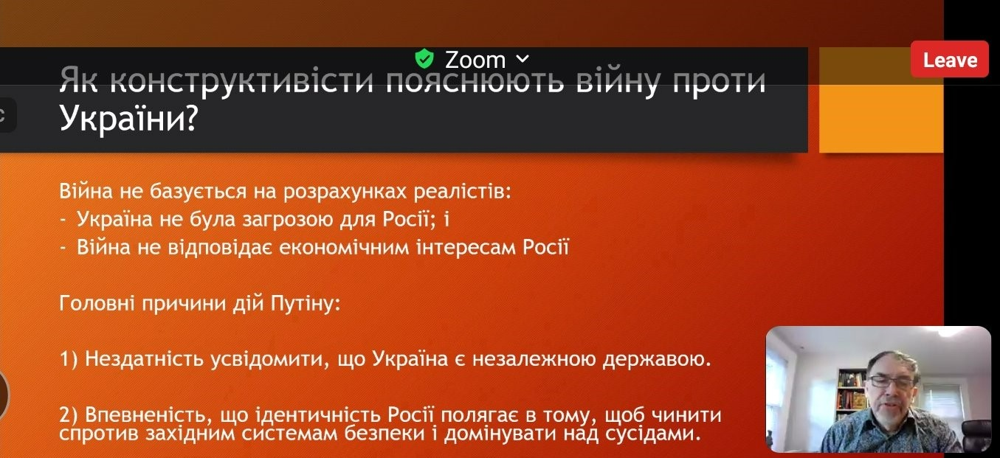 Zoom
Leave
Як конструктивісти пояснюють війну проти
України?
с
Війна не базується на розрахунках реалістів:
- Україна не була загрозою для Росії; і
- Війна не відповідає економічним інтересам Росії
Головні причини дій Путіну:
1) Нездатність усвідомити, що Україна є незалежною державою.
2) Впевненість, що ідентичність Росії полягає в тому, щоб чинити
спротив західним системам безпеки і домінувати над сусідами.